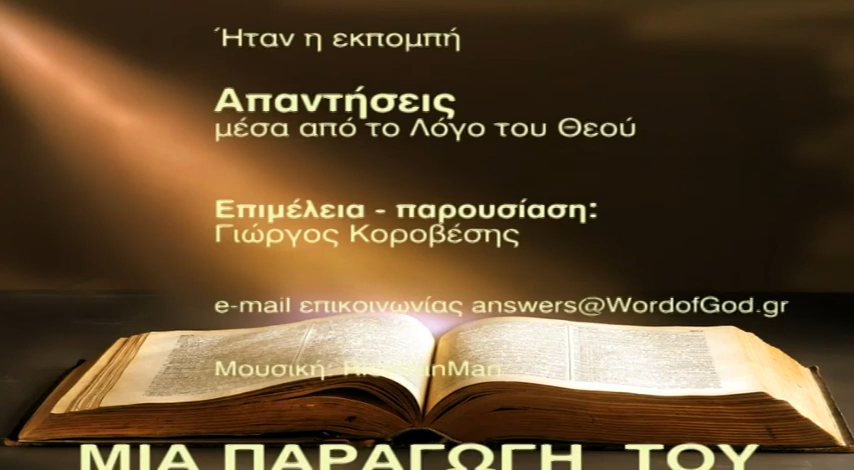 Ήταν η εκπομπή
Απαντήσεις
μέσα από το Λόγο του Θεού
Επιμέλεια - παρουσίαση:
Γιώργος Κοροβέσης
e-mail επικοινωνίας answers@WordofGod.gr
Μουσική:
ΜΙΑ ΠΑΡΑΓΩΓΗ ΤΟΥ